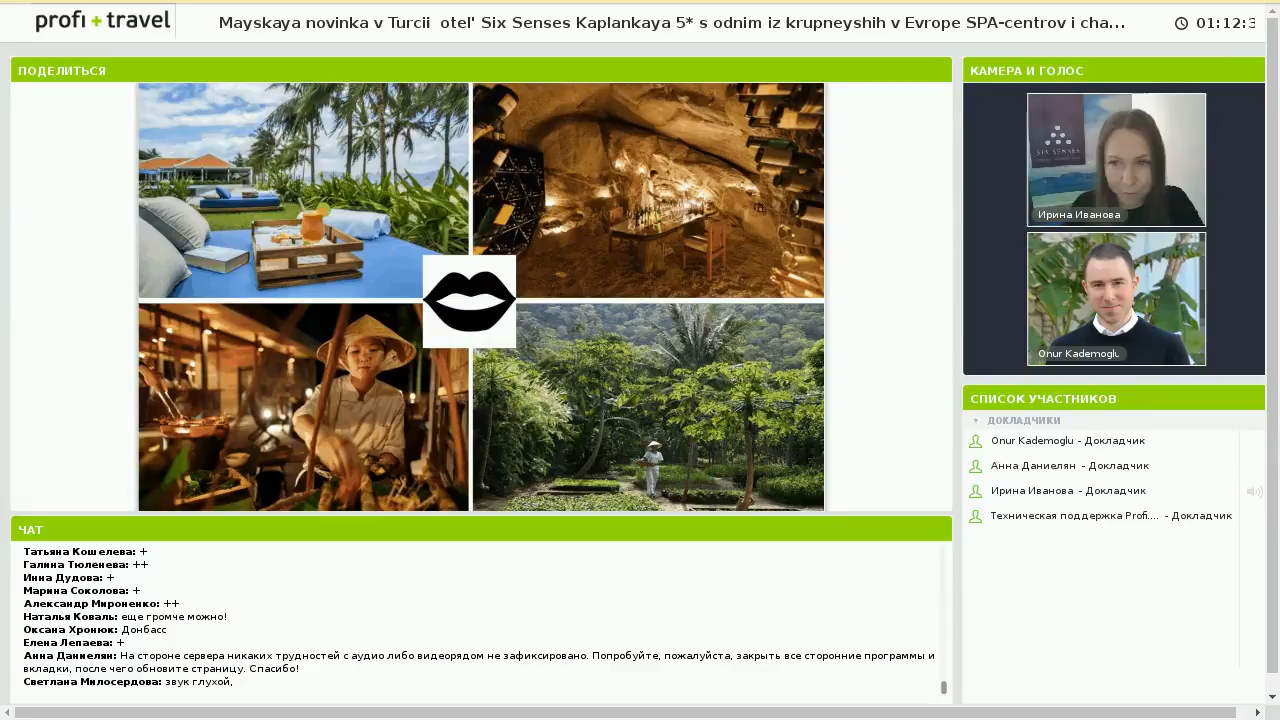 profi + travel
Mayskaya novinka v Turcii otel' Six Senses Kaplankaya 5* s odnim iz krupneyshih v Evrope SPA-centrov i cha...
01:12:3
ПОДЕЛИТЬСЯ
КАМЕРА И ГОЛОС
SIX SENSES
Ирина Иванова
Onur Kademoglu
СПИСОК УЧАСТНИКОВ
ДОКЛАДЧИКИ
Onur Kademoglu - Докладчик
Анна Даниелян - Докладчик
Ирина Иванова - Докладчик
Техническая поддержка Profi.... - Докладчик
ЧАТ
Татьяна Кошелева: +
Галина Тюленева: ++
Инна Дудова: +
Марина Соколова: +
Александр Мироненко: ++
Наталья Коваль: еще громче можно!
Оксана Хронюк: Донбасс
Елена Лепаева: +
Анна Даниелян: На стороне сервера никаких трудностей с аудио либо видеорядом не зафиксировано. Попробуйте, пожалуйста, закрыть все сторонние программы и
вкладки, после чего обновите страницу. Спасибо!
Светлана Милосердова: звук глухой,